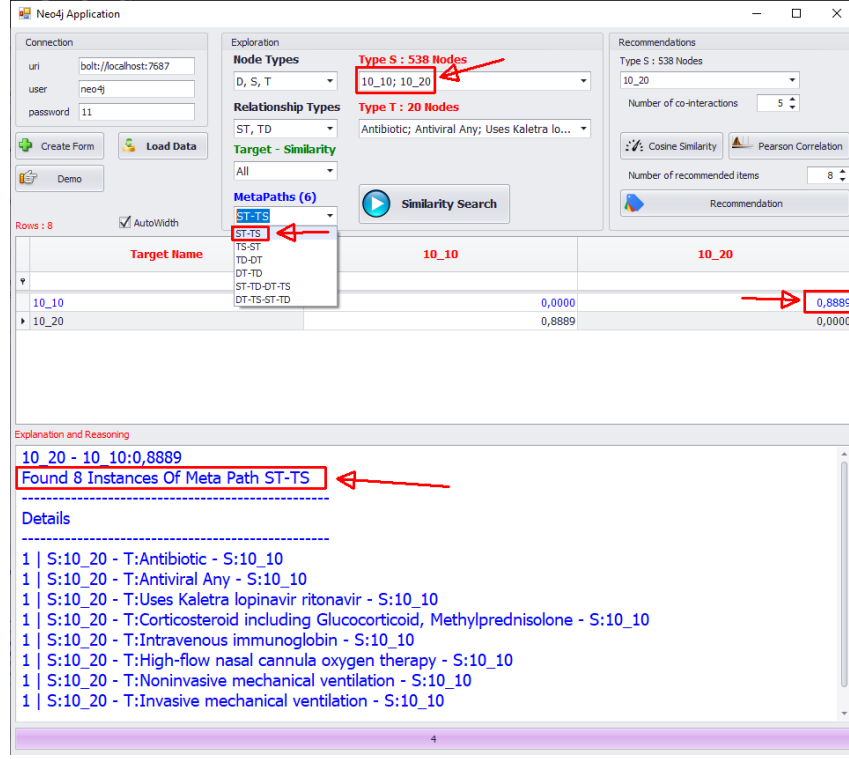 Neo4j Application
Connection
uri bolt://localhost:7687
user neo4j
password 11
Create Form
Load Data
Demo
Rows : 8
AutoWidth
Exploration
Node Types
D, S, T
Relationship Types
ST, TD
Target - Similarity
All
MetaPaths (6)
ST-TS
ST-TS
TS-ST
TD-DT
DT-TD
ST-TD-DT-TS
DT-TS-ST-TD
Type S : 538 Nodes
10_10; 10_20
Type T : 20 Nodes
Antibiotic; Antiviral Any; Uses Kaletra lo...
Similarity Search
Recommendations
Type S : 538 Nodes
10_20
Number of co-interactions 5
Cosine Similarity
Pearson Correlation
Number of recommended items 8
Recommendation
Target Name 10_10 10_20
10_10 0,0000 0,8889
10_20 0,8889 0,0000
Explanation and Reasoning
10_20 - 10_10:0,8889
Found 8 Instances Of Meta Path ST-TS
------------------------------------------------
Details
------------------------------------------------
1 | S:10_20 - T:Antibiotic - S:10_10
1 | S:10_20 - T:Antiviral Any - S:10_10
1 | S:10_20 - T:Uses Kaletra lopinavir ritonavir - S:10_10
1 | S:10_20 - T:Corticosteroid including Glucocorticoid, Methylprednisolone - S:10_10
1 | S:10_20 - T:Intravenous immunoglobin - S:10_10
1 | S:10_20 - T:High-flow nasal cannula oxygen therapy - S:10_10
1 | S:10_20 - T:Noninvasive mechanical ventilation - S:10_10
1 | S:10_20 - T:Invasive mechanical ventilation - S:10_10
4